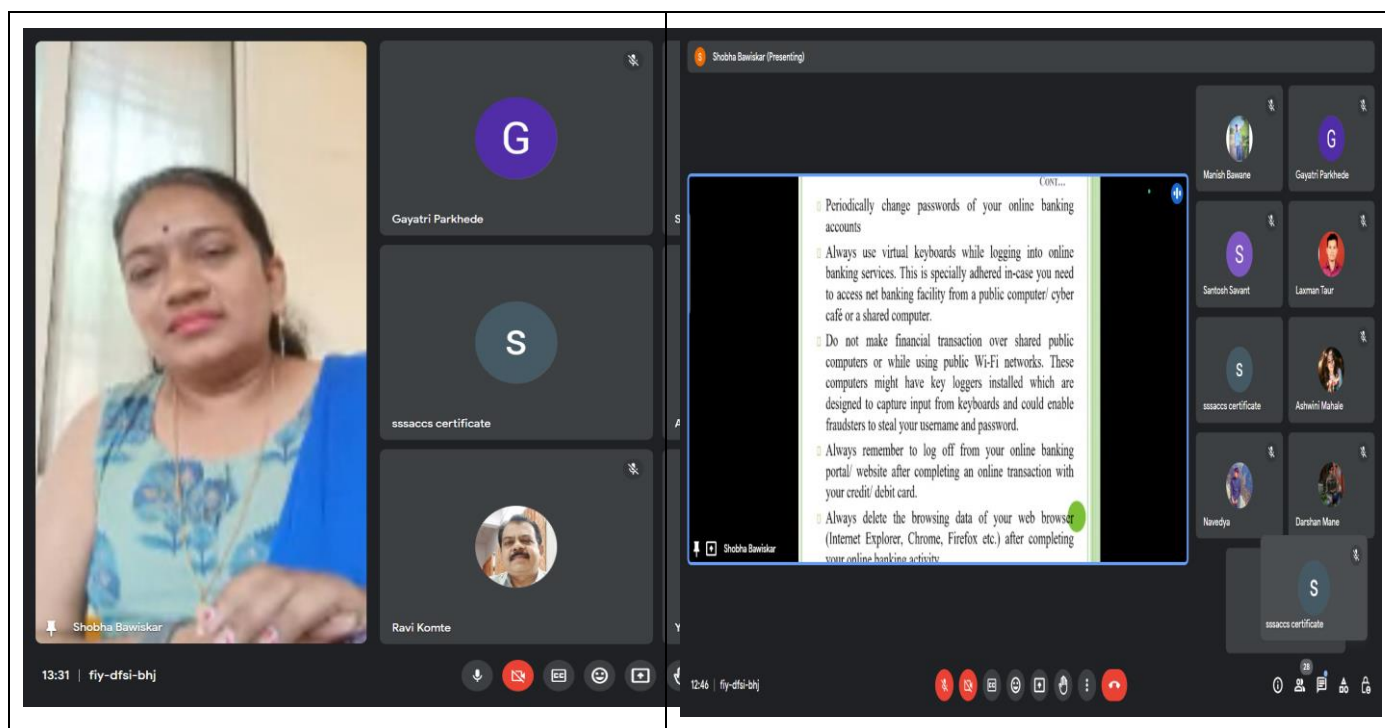 G
Gayatri Parkhede
S
sssaccs certificate
Ravi Komte
Shobha Bawiskar
13:31 | fiy-dfsi-bhj
S
A
Y
S
Shobha Bawiskar (Presenting)
CONT...
Periodically change passwords of your online banking
accounts
Always use virtual keyboards while logging into online
banking services. This is specially adhered in-case you need
to access net banking facility from a public computer/ cyber
café or a shared computer.
Do not make financial transaction over shared public
computers or while using public Wi-Fi networks. These
computers might have key loggers installed which are
designed to capture input from keyboards and could enable
fraudsters to steal your username and password.
Always remember to log off from your online banking
portal/ website after completing an online transaction with
your credit/ debit card.
Always delete the browsing data of your web browser
(Internet Explorer, Chrome, Firefox etc.) after completing
your online banking activity
Shobha Bawiskar
Manish Bawane
G
Gayatri Parkhede
S
Santosh Savant
Laxman Taur
S
sssaccs certificate
Ashwini Mahale
Navedya
Darshan Mane
S
sssaccs certificate
12:46 | fiy-dfsi-bhj
28